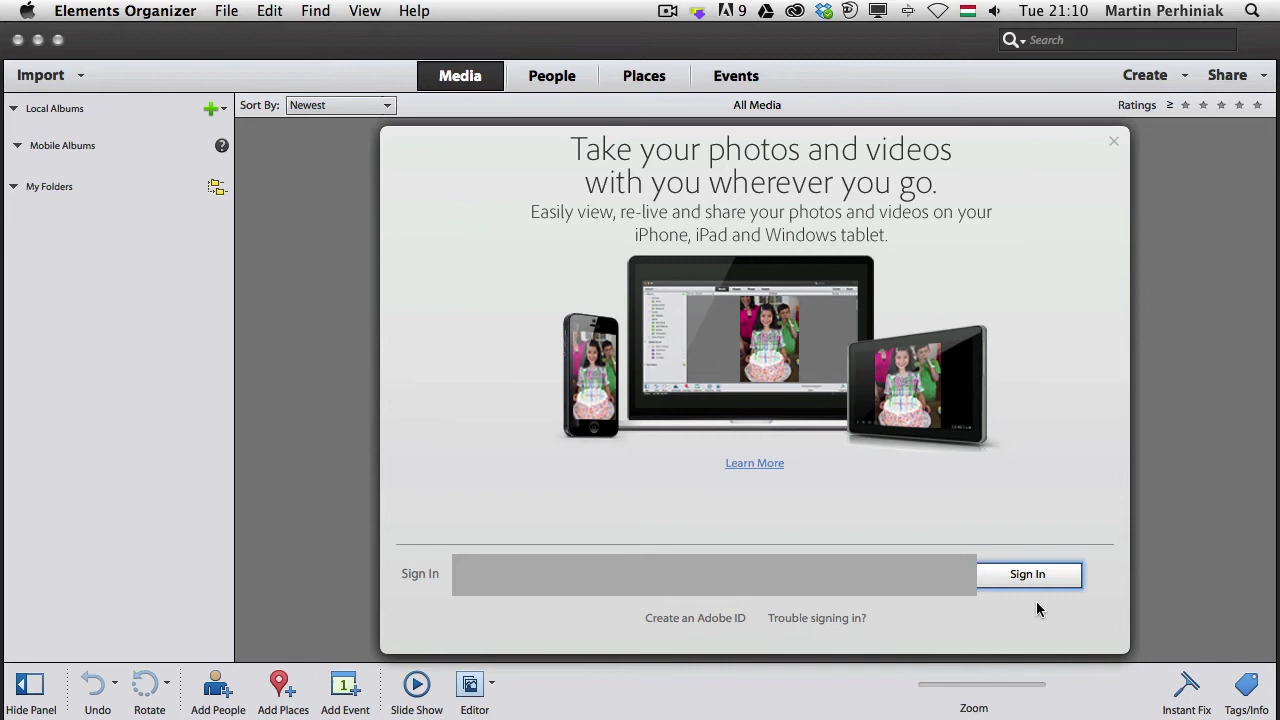 Elements Organizer File Edit Find View Help 9 Tue 21:10 Martin Perhiniak
Search
Import Media People Places Events Create Share
Local Albums
Sort By: Newest All Media Ratings ≥
Mobile Albums ?
My Folders
Take your photos and videos
with you wherever you go.
Easily view, re-live and share your photos and videos on your
iPhone, iPad and Windows tablet.
Learn More
Sign In Sign In
Create an Adobe ID Trouble signing in?
1
Hide Panel Undo Rotate Add People Add Places Add Event Slide Show Editor Zoom Instant Fix Tags/Info